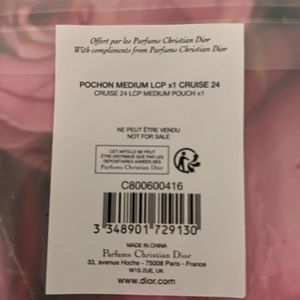 Offert par les Parfums Christian Dior
With compliments from Parfums Christian Dior
POCHON MEDIUM LCP x1 CRUISE 24
CRUISE 24 LCP MEDIUM POUCH x1
NE PEUT ÊTRE VENDU
NOT FOR SALE
CET ARTICLE NE PEUT
ÊTRE DISTRIBUÉ QUE PAR LES
DÉPOSITAIRES AGRÉÉS DES
Parfums Christian Dior
C800600416
3 348901 729130
MADE IN CHINA
Parfums Christian Dior
33, avenue Hoche - 75008 Paris - France
W1S 2UE, UK
www.dior.com